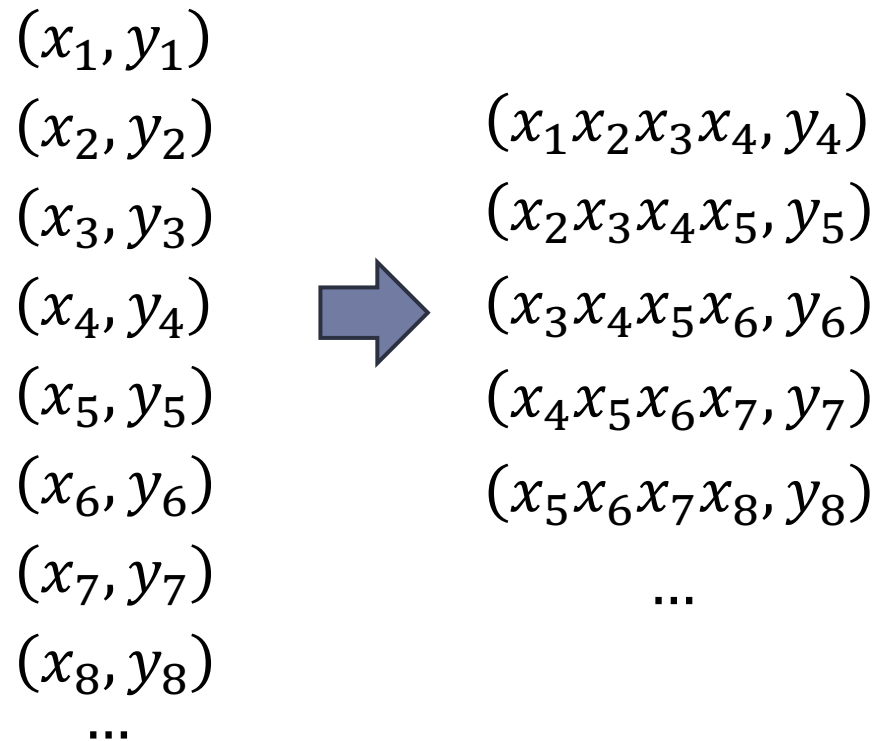 (x₁, y₁)
(x₂, y₂)
(x₃, y₃)
(x₄, y₄)
(x₅, y₅)
(x₆, y₆)
(x₇, y₇)
(x₈, y₈)
...
(x₁x₂x₃x₄, y₄)
(x₂x₃x₄x₅, y₅)
(x₃x₄x₅x₆, y₆)
(x₄x₅x₆x₇, y₇)
(x₅x₆x₇x₈, y₈)
...